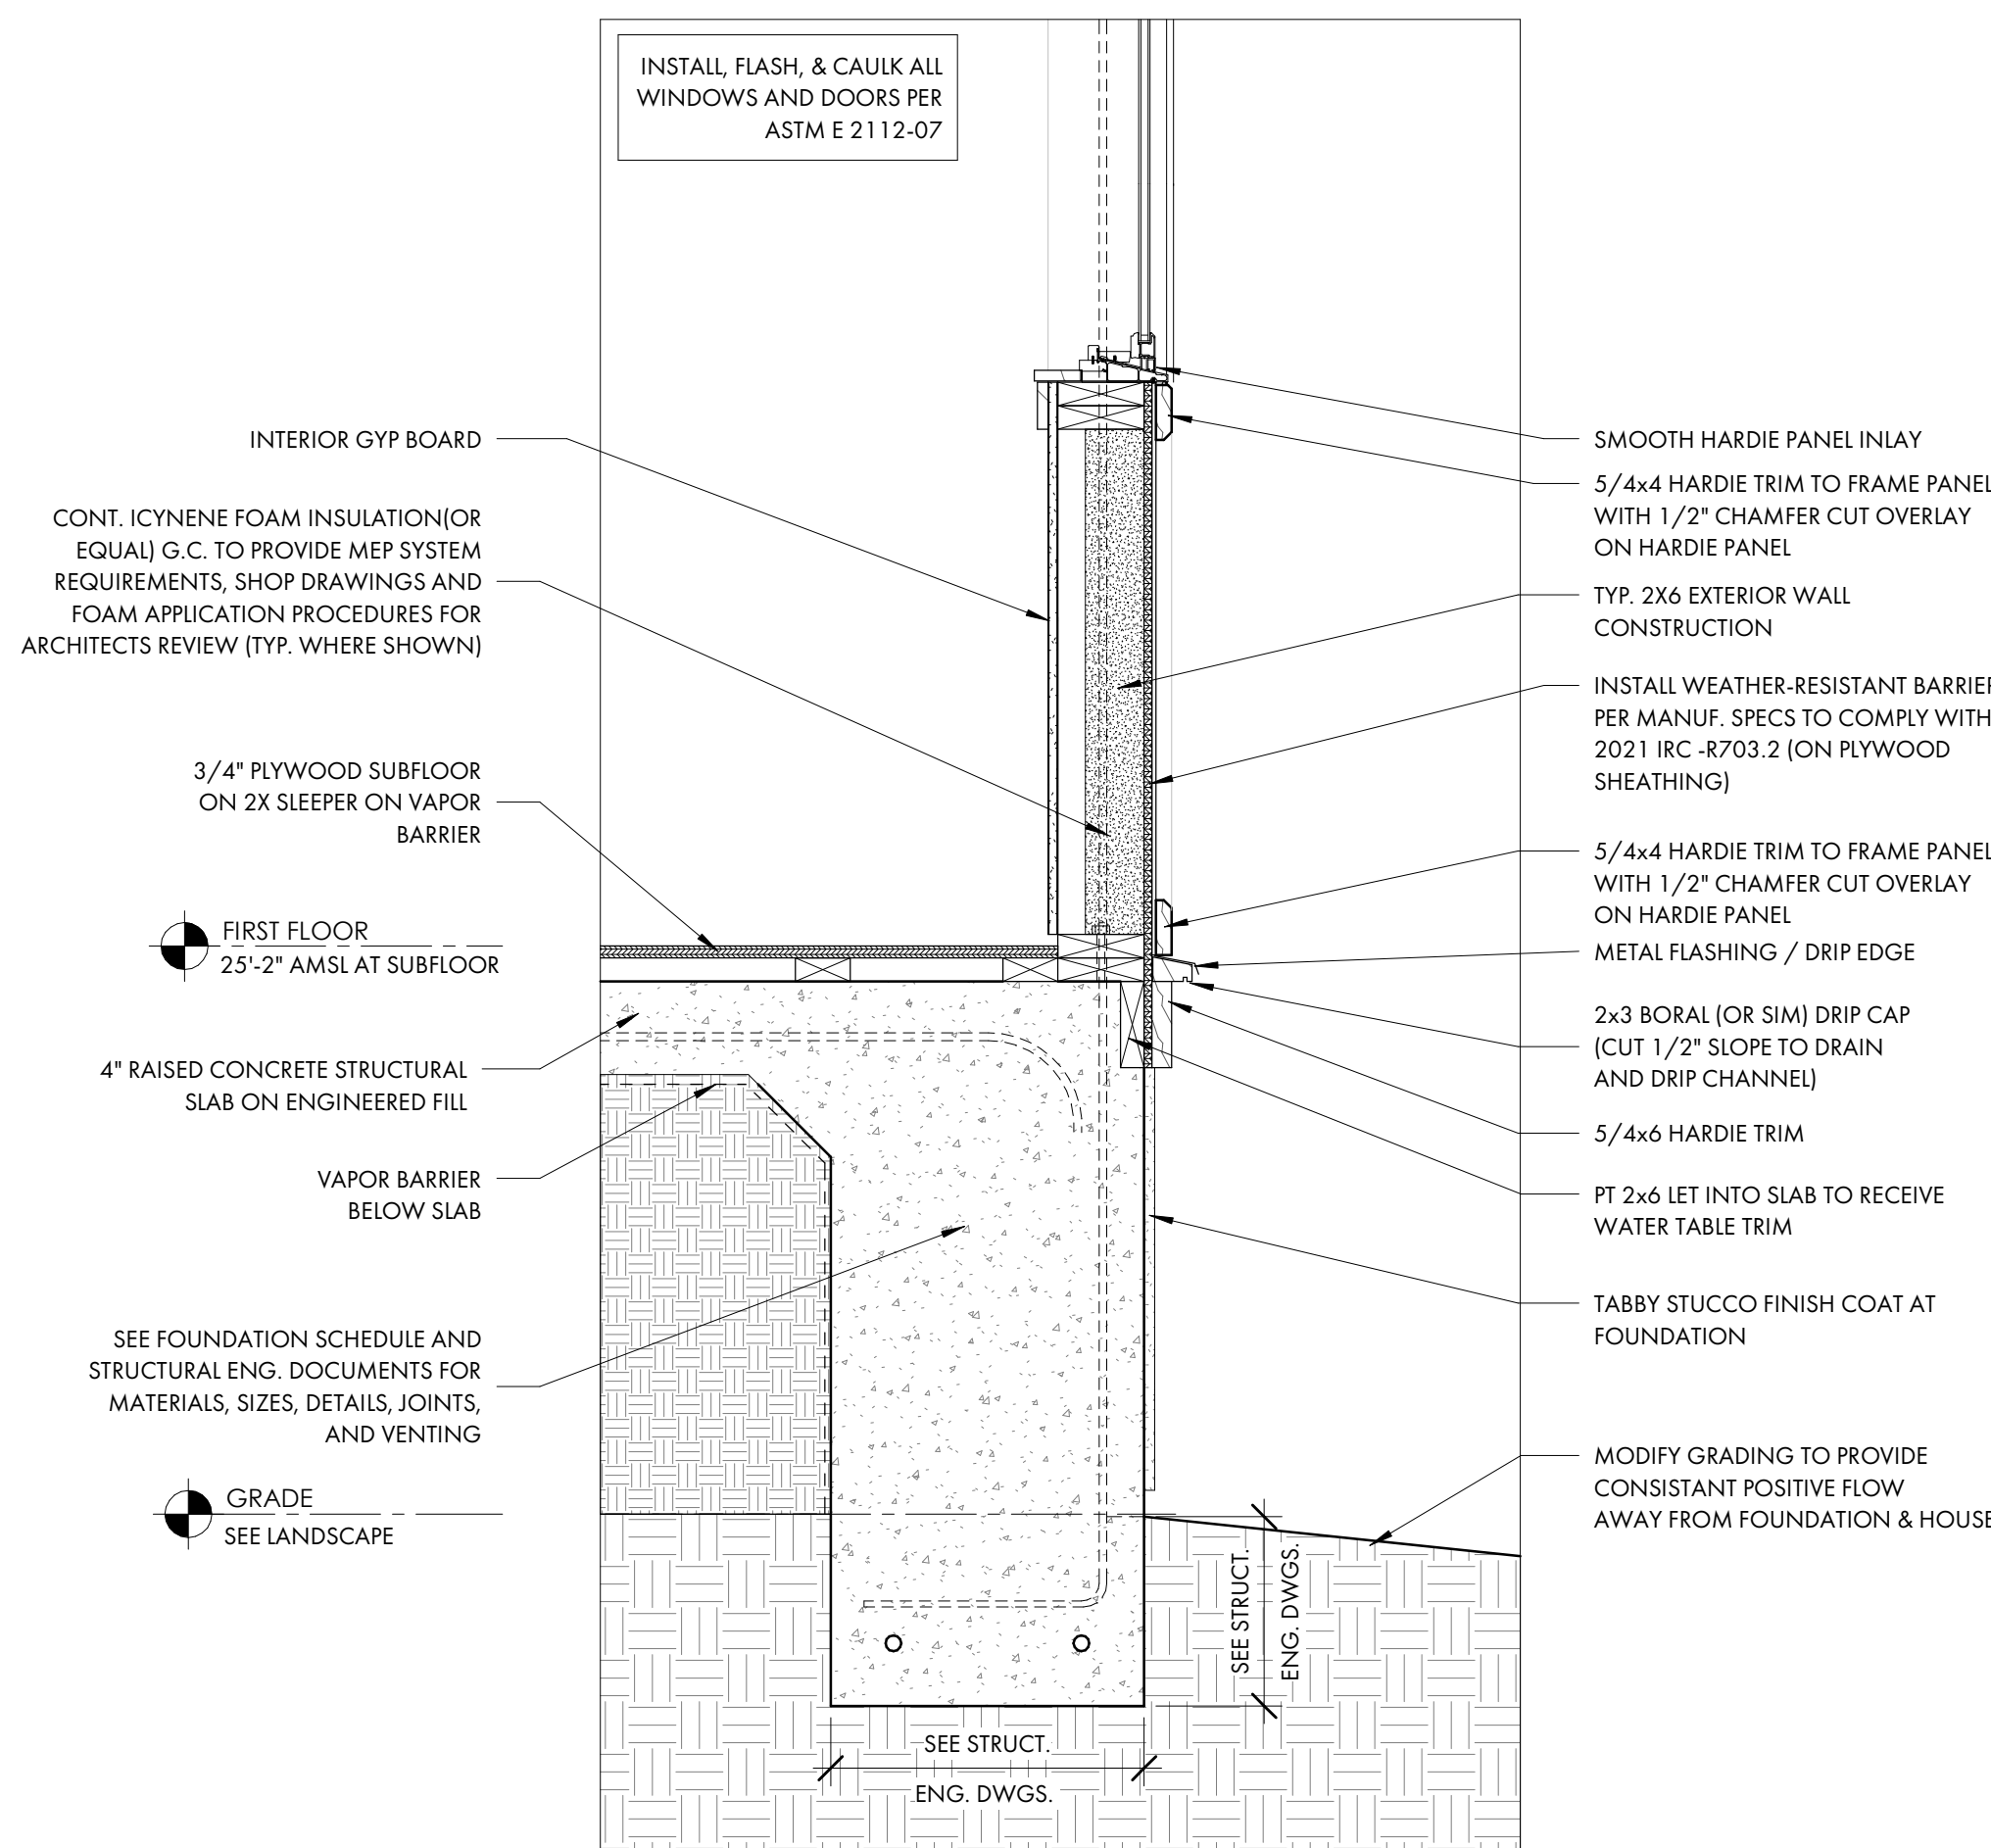 INSTALL, FLASH, & CAULK ALL
WINDOWS AND DOORS PER
ASTM E 2112-07
INTERIOR GYP BOARD
CONT. ICYNENE FOAM INSULATION(OR
EQUAL) G.C. TO PROVIDE MEP SYSTEM
REQUIREMENTS, SHOP DRAWINGS AND
FOAM APPLICATION PROCEDURES FOR
ARCHITECTS REVIEW (TYP. WHERE SHOWN)
3/4" PLYWOOD SUBFLOOR
ON 2X SLEEPER ON VAPOR
BARRIER
FIRST FLOOR
25'-2" AMSL AT SUBFLOOR
4" RAISED CONCRETE STRUCTURAL
SLAB ON ENGINEERED FILL
VAPOR BARRIER
BELOW SLAB
SEE FOUNDATION SCHEDULE AND
STRUCTURAL ENG. DOCUMENTS FOR
MATERIALS, SIZES, DETAILS, JOINTS,
AND VENTING
GRADE
SEE LANDSCAPE
SMOOTH HARDIE PANEL INLAY
5/4x4 HARDIE TRIM TO FRAME PANEL
WITH 1/2" CHAMFER CUT OVERLAY
ON HARDIE PANEL
TYP. 2X6 EXTERIOR WALL
CONSTRUCTION
INSTALL WEATHER-RESISTANT BARRIER
PER MANUF. SPECS TO COMPLY WITH
2021 IRC -R703.2 (ON PLYWOOD
SHEATHING)
5/4x4 HARDIE TRIM TO FRAME PANEL
WITH 1/2" CHAMFER CUT OVERLAY
ON HARDIE PANEL
METAL FLASHING / DRIP EDGE
2x3 BORAL (OR SIM) DRIP CAP
(CUT 1/2" SLOPE TO DRAIN
AND DRIP CHANNEL)
5/4x6 HARDIE TRIM
PT 2x6 LET INTO SLAB TO RECEIVE
WATER TABLE TRIM
TABBY STUCCO FINISH COAT AT
FOUNDATION
MODIFY GRADING TO PROVIDE
CONSISTANT POSITIVE FLOW
AWAY FROM FOUNDATION & HOUSE
SEE STRUCT.
ENG. DWGS.
SEE STRUCT.
ENG. DWGS.